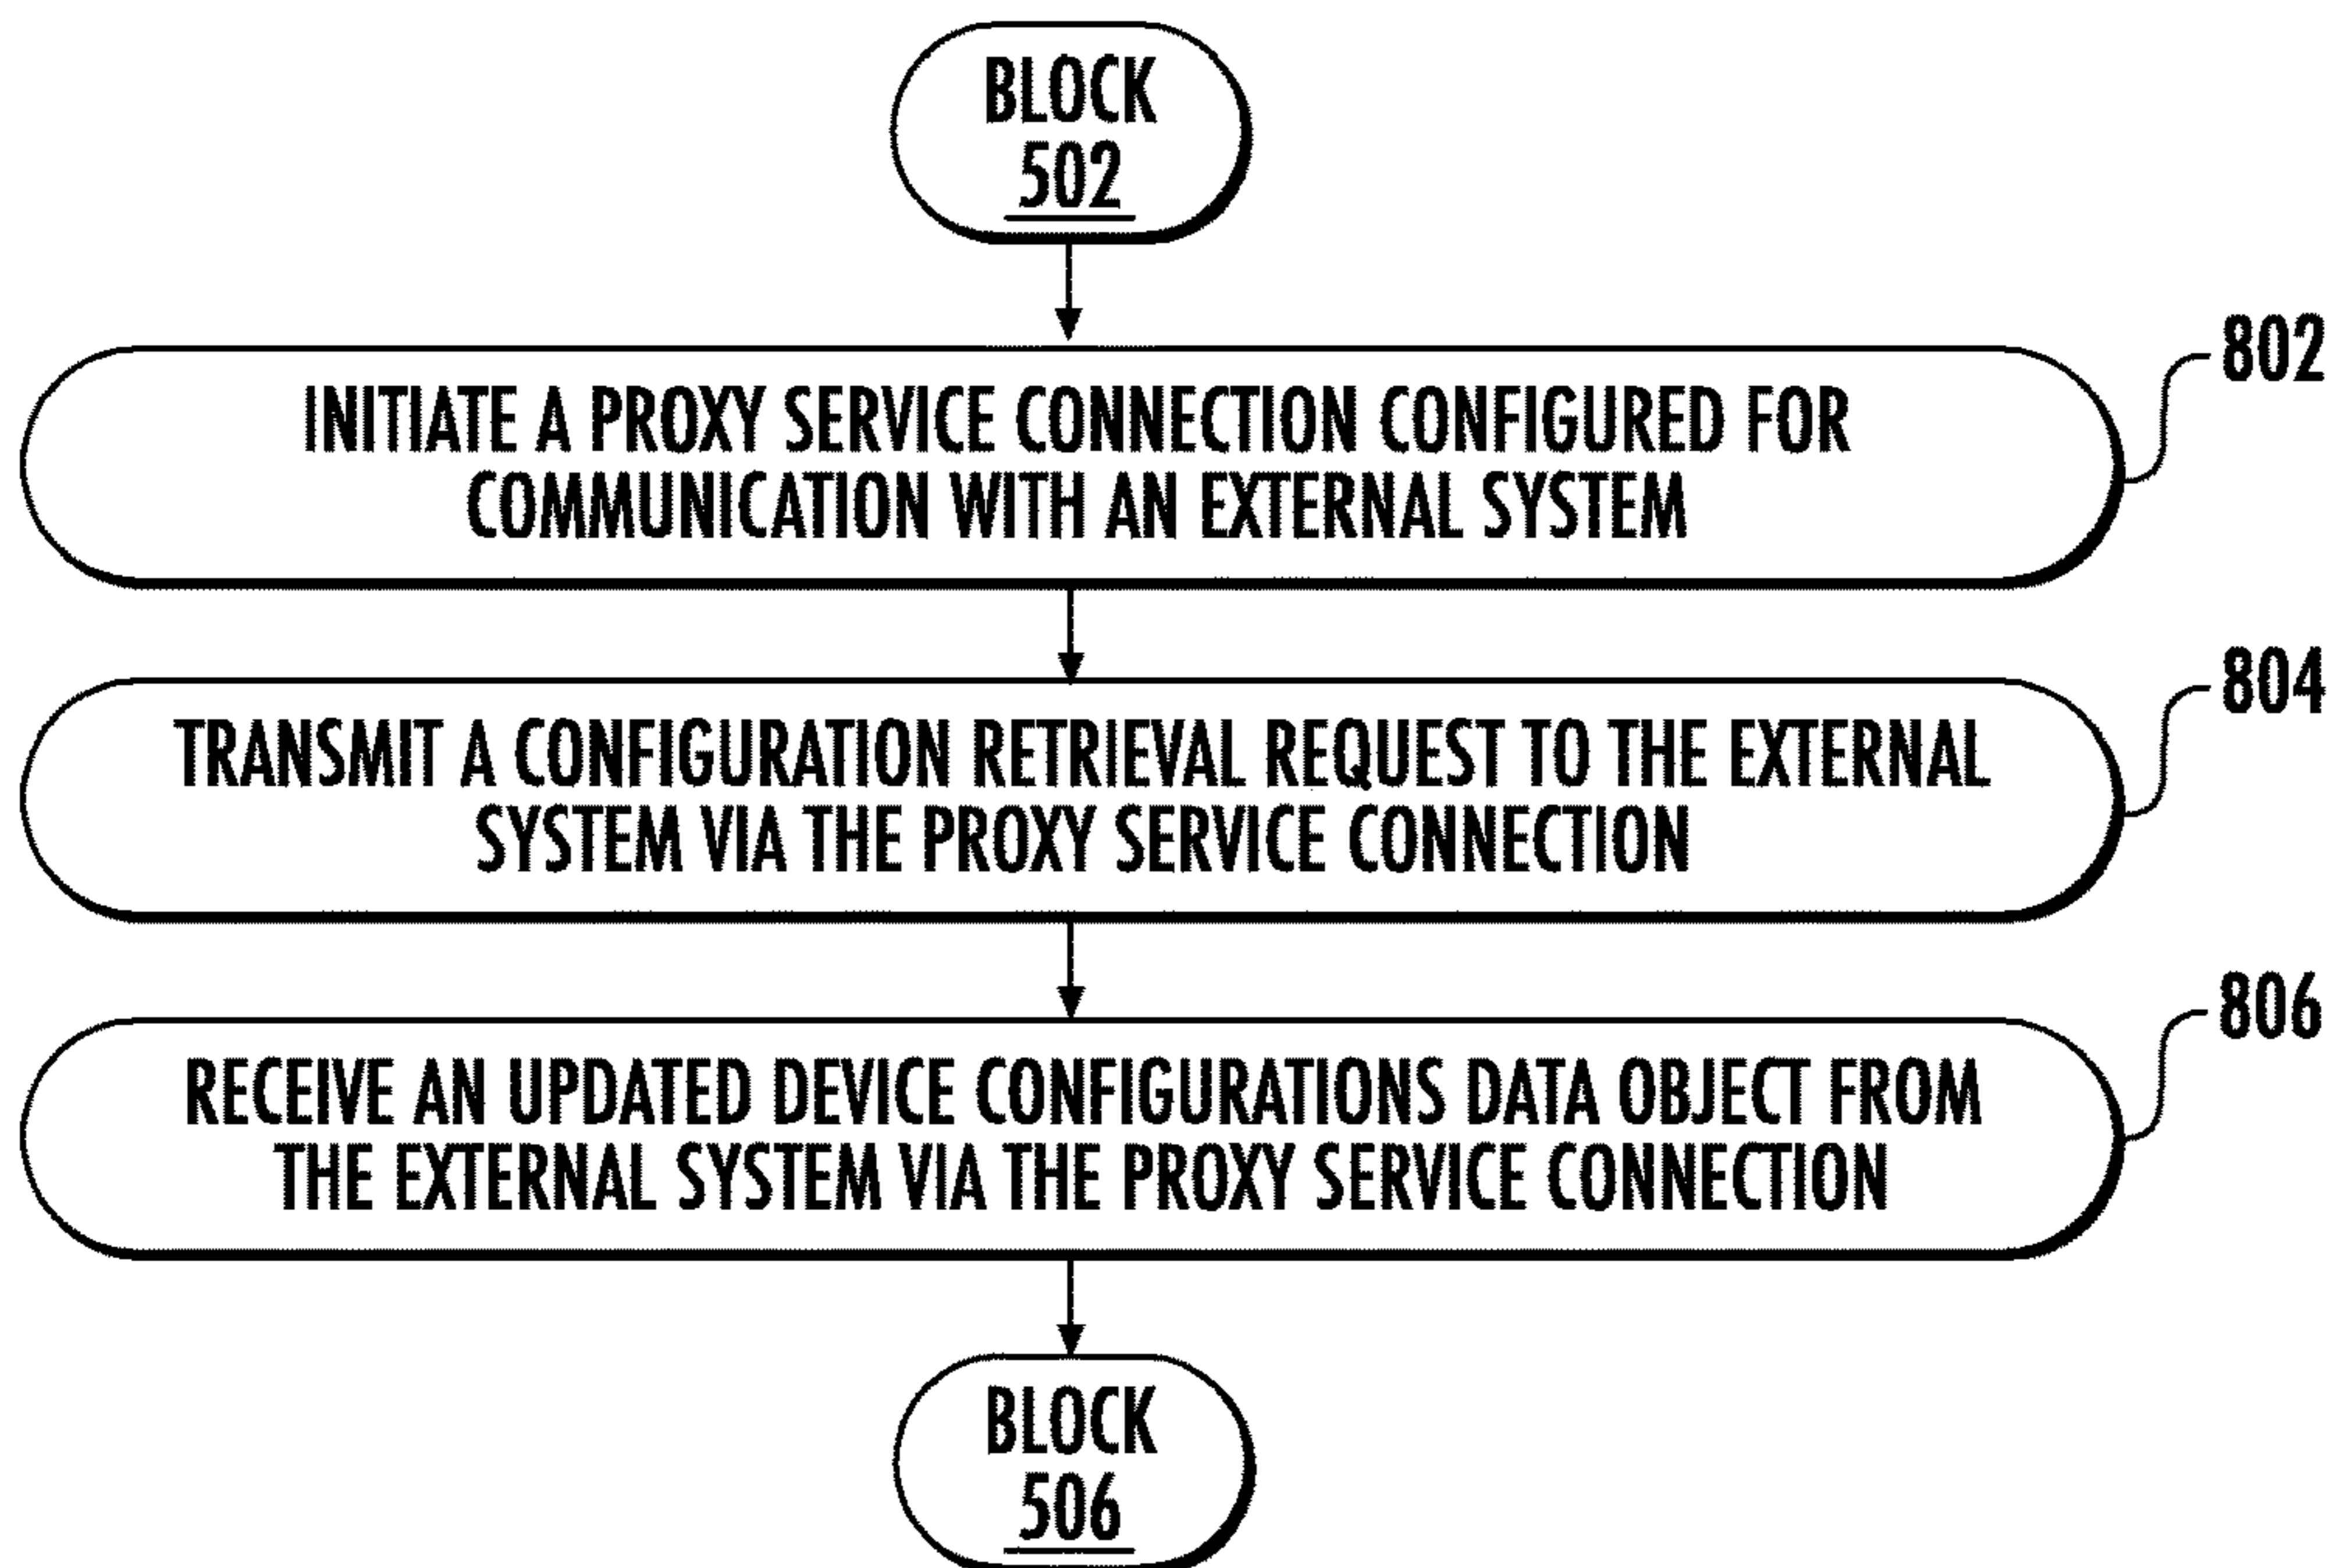 BLOCK
502
INITIATE A PROXY SERVICE CONNECTION CONFIGURED FOR
COMMUNICATION WITH AN EXTERNAL SYSTEM
802
TRANSMIT A CONFIGURATION RETRIEVAL REQUEST TO THE EXTERNAL
SYSTEM VIA THE PROXY SERVICE CONNECTION
804
RECEIVE AN UPDATED DEVICE CONFIGURATIONS DATA OBJECT FROM
THE EXTERNAL SYSTEM VIA THE PROXY SERVICE CONNECTION
806
BLOCK
506